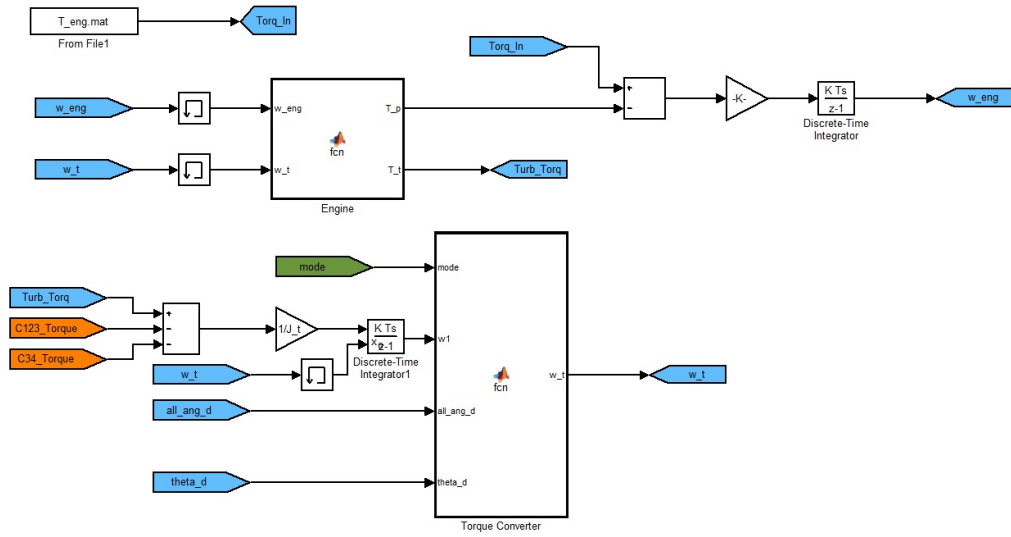 T_eng.mat
From File1
Torq_In
Torq_In
w_eng
w_t
w_eng
w_t
fcn
T_p
T_t
Engine
+
−
-K-
K Ts
z-1
Discrete-Time
Integrator
w_eng
Turb_Torq
mode
Turb_Torq
C123_Torque
C34_Torque
+
−
−
1/J_t
K Ts
z-1
Discrete-Time
Integrator1
w_t
all_ang_d
theta_d
mode
w1
all_ang_d
theta_d
fcn
w_t
Torque Converter
w_t